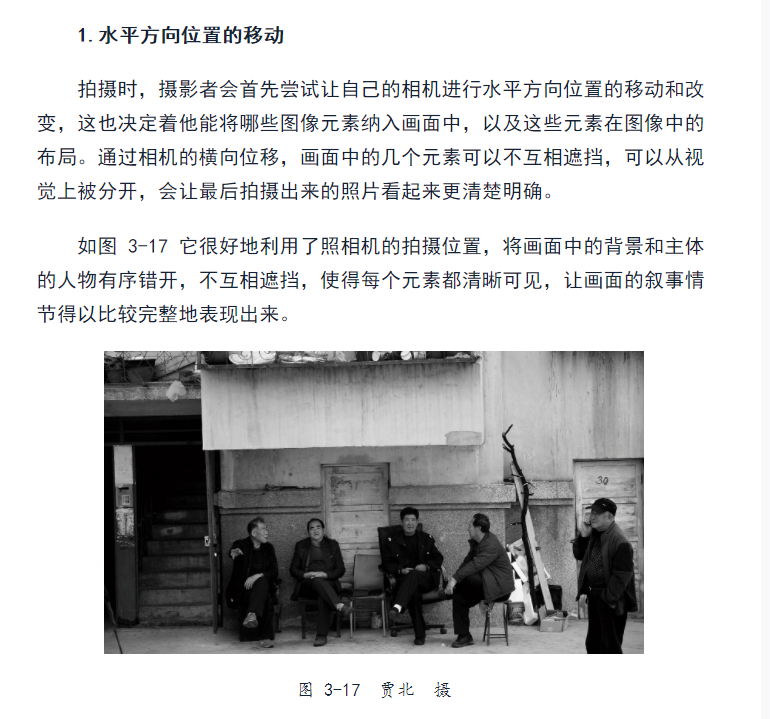 1.水平方向位置的移动
拍摄时，摄影者会首先尝试让自己的相机进行水平方向位置的移动和改
变，这也决定着他能将哪些图像元素纳入画面中，以及这些元素在图像中的
布局。通过相机的横向位移，画面中的几个元素可以不互相遮挡，可以从视
觉上被分开，会让最后拍摄出来的照片看起来更清楚明确。
如图 3-17 它很好地利用了照相机的拍摄位置，将画面中的背景和主体
的人物有序错开，不互相遮挡，使得每个元素都清晰可见，让画面的叙事情
节得以比较完整地表现出来。
30
图 3-17 贾北 摄